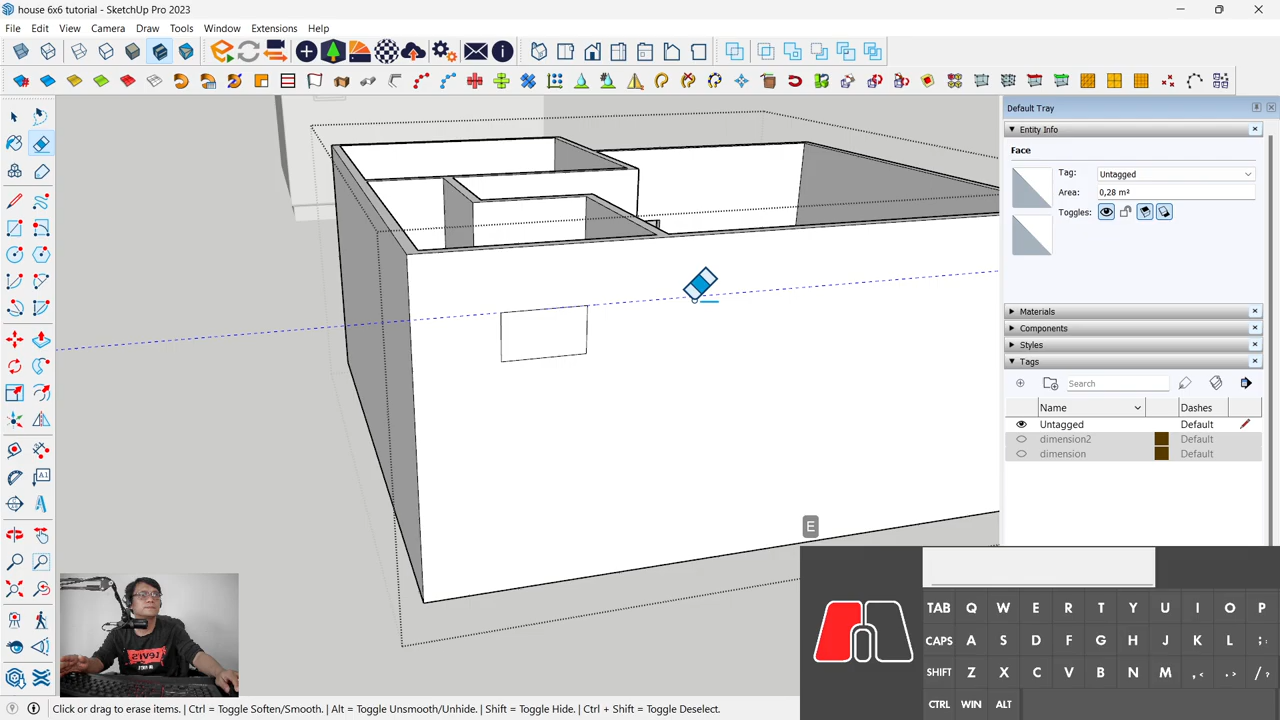 house 6x6 tutorial - SketchUp Pro 2023
File Edit View Camera Draw Tools Window Extensions Help
Default Tray
Entity Info
Face
Tag: Untagged
Area: 0,28 m²
Toggles:
Materials
Components
Styles
Tags
Search
Name Dashes
Untagged Default
dimension2 Default
dimension Default
A1
E
TAB Q W E R T Y U I O P
CAPS A S D F G H J K L ; :
SHIFT Z X C V B N M , < . > / ?
CTRL WIN ALT
LEVI'S
Click or drag to erase items. | Ctrl = Toggle Soften/Smooth. | Alt = Toggle Unsmooth/Unhide. | Shift = Toggle Hide. | Ctrl + Shift = Toggle Deselect.